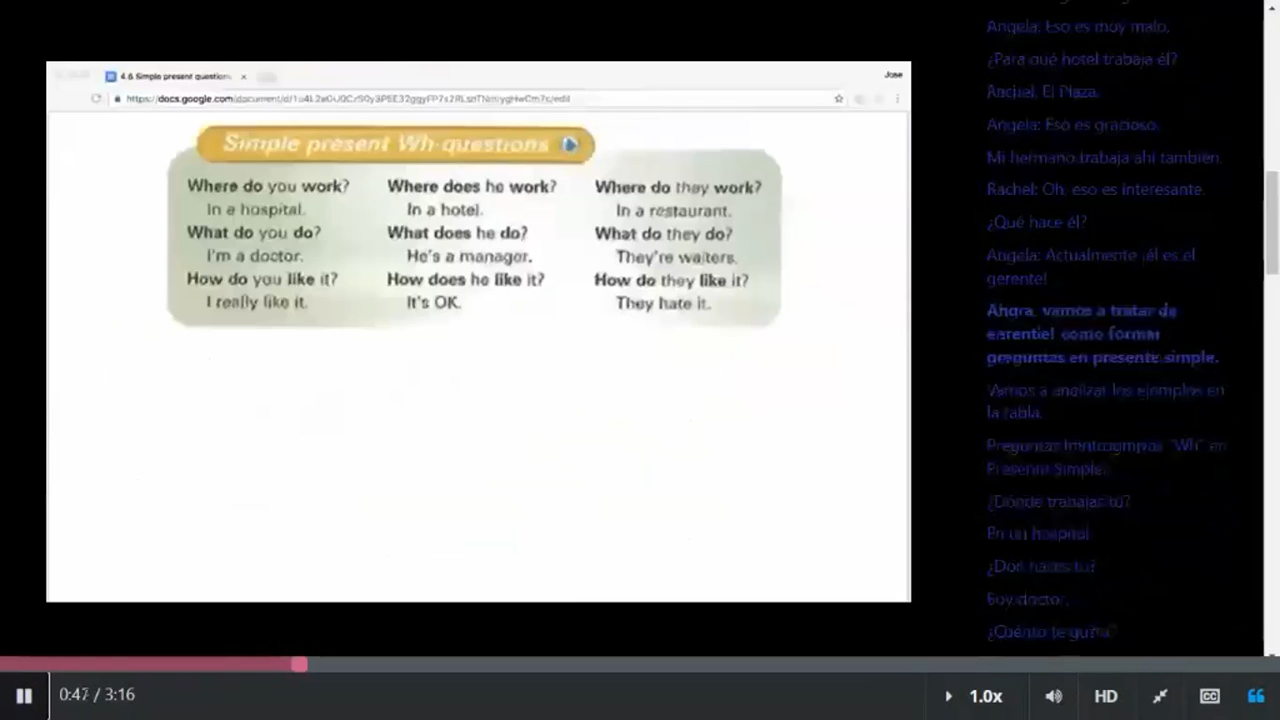 Angela: Eso es muy malo.
¿Para qué hotel trabaja él?
Rachel: El Plaza.
Angela: Eso es gracioso.
Mi hermano trabaja ahí también.
Rachel: Oh, eso es interesante.
¿Qué hace él?
Angela: Actualmente ¡él es el
gerente!
Ahora, vamos a tratar de
como formar
preguntas en presente simple.
Vamos a analizar los ejemplos en
la tabla.
"Wh" en
Presente Simple.
¿Dónde trabajas tú?
En un hospital.
haces tú?
Soy doctor.
4.6 Simple present question
Jose
Simple present Wh-questions
Where do you work?
In a hospital.
What do you do?
I'm a doctor.
How do you like it?
I really like it.
Where does he work?
In a hotel.
What does he do?
He's a manager.
How does he like it?
It's OK.
Where do they work?
In a restaurant.
What do they do?
They're waiters.
How do they like it?
They hate it.
0:47 / 3:16
1.0x
HD
CC